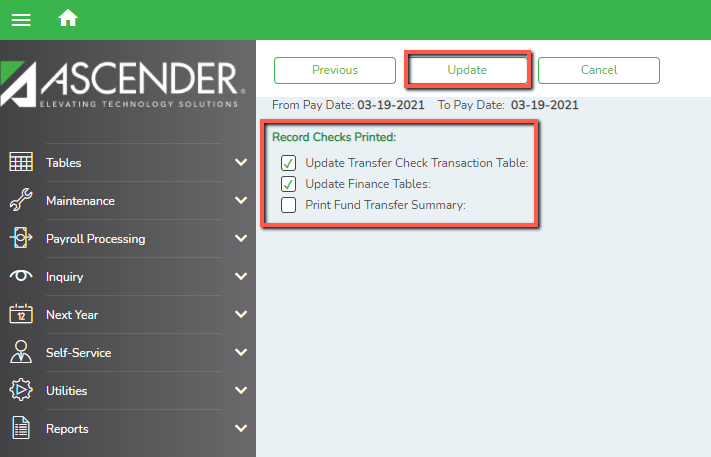 Previous
Update
Cancel
ASCENDER®
ELEVATING TECHNOLOGY SOLUTIONS
From Pay Date: 03-19-2021 To Pay Date: 03-19-2021
Record Checks Printed:
Update Transfer Check Transaction Table:
Update Finance Tables:
Print Fund Transfer Summary:
Tables
Maintenance
Payroll Processing
Inquiry
12
Next Year
Self-Service
Utilities
Reports